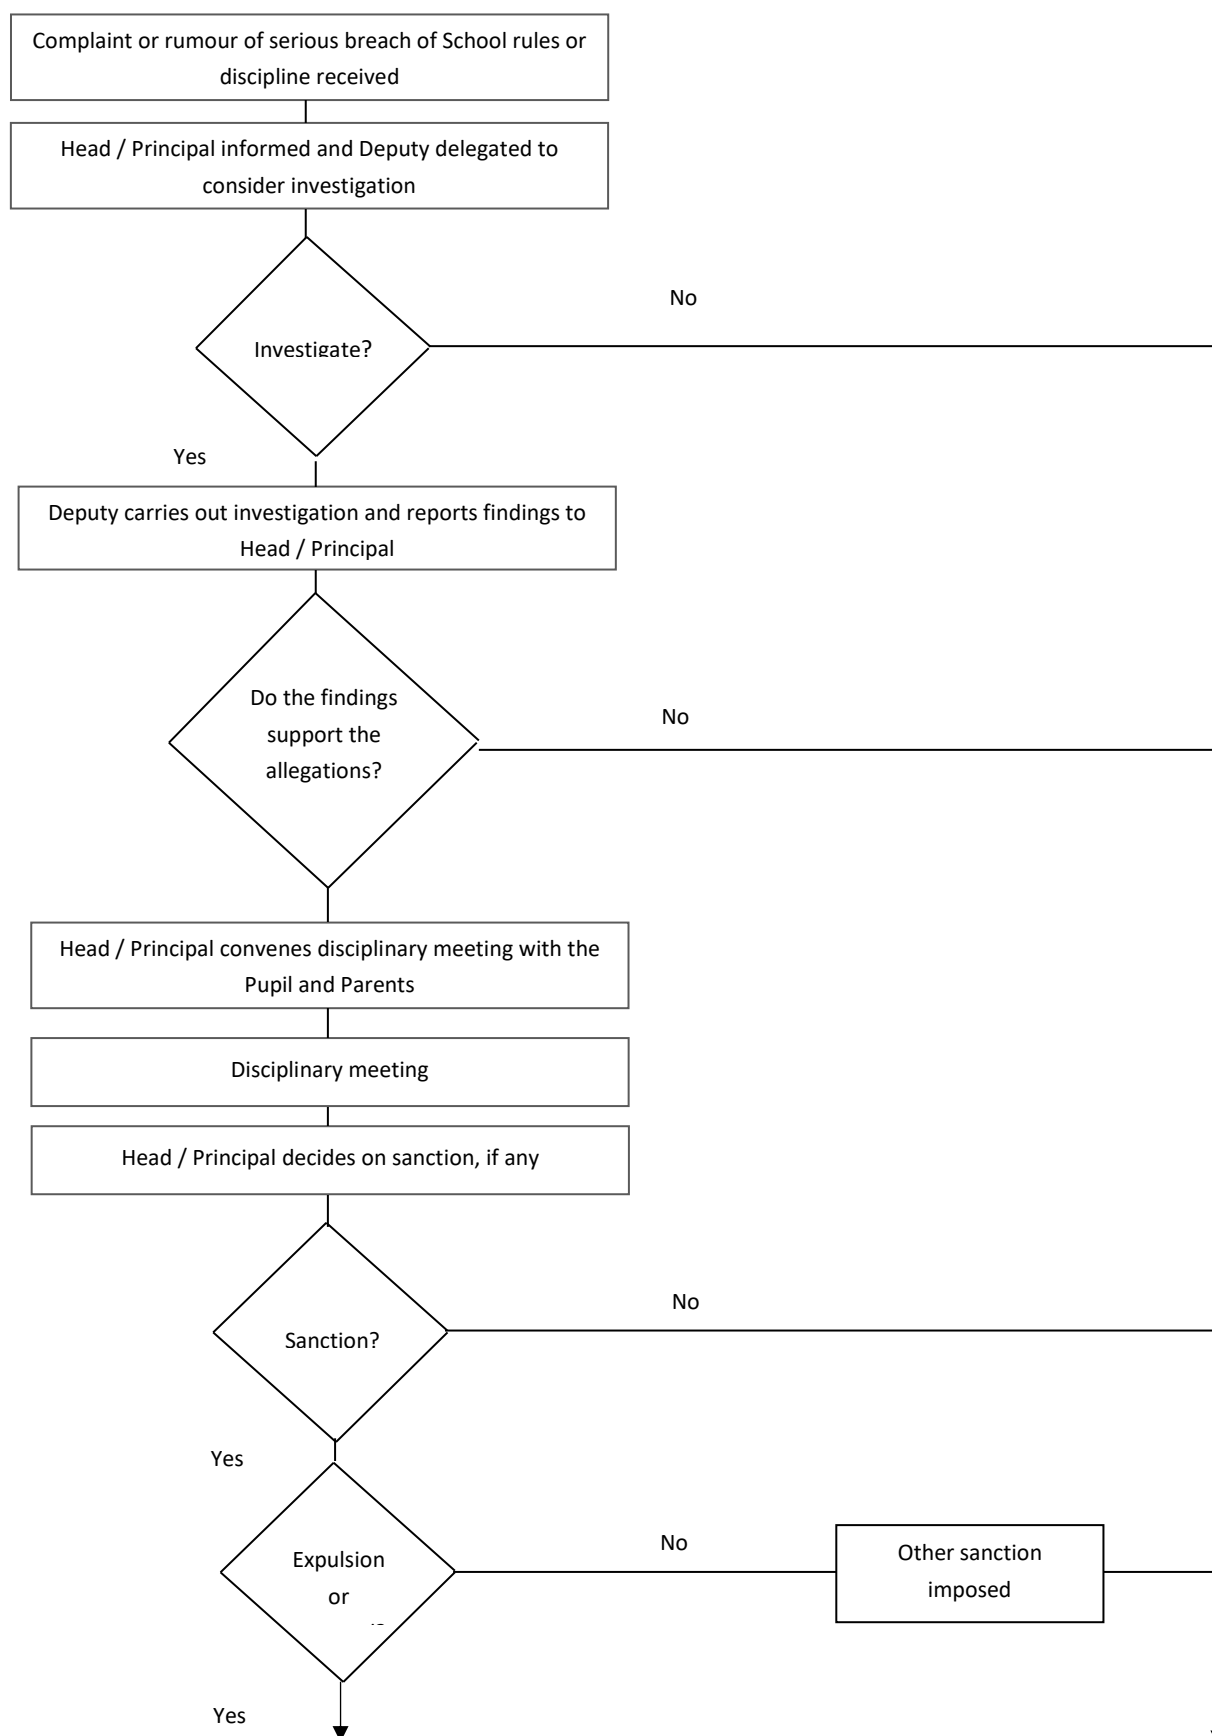 Complaint or rumour of serious breach of School rules or
discipline received
Head / Principal informed and Deputy delegated to
consider investigation
No
Investigate?
Yes
Deputy carries out investigation and reports findings to
Head / Principal
Do the findings
support the
allegations?
No
Head / Principal convenes disciplinary meeting with the
Pupil and Parents
Disciplinary meeting
Head / Principal decides on sanction, if any
No
Sanction?
Yes
Expulsion
or
No
Other sanction
imposed
Yes